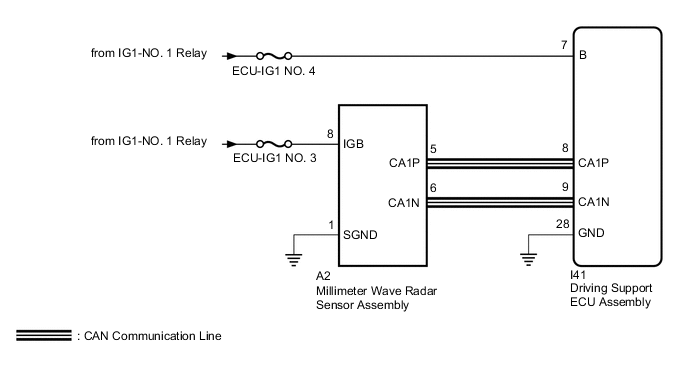 from IG1-NO. 1 Relay
ECU-IG1 NO. 4
7
B
from IG1-NO. 1 Relay
ECU-IG1 NO. 3
8
IGB
CA1P
5
8
CA1P
CA1N
6
9
CA1N
1
SGND
28
GND
A2
Millimeter Wave Radar
Sensor Assembly
I41
Driving Support
ECU Assembly
: CAN Communication Line